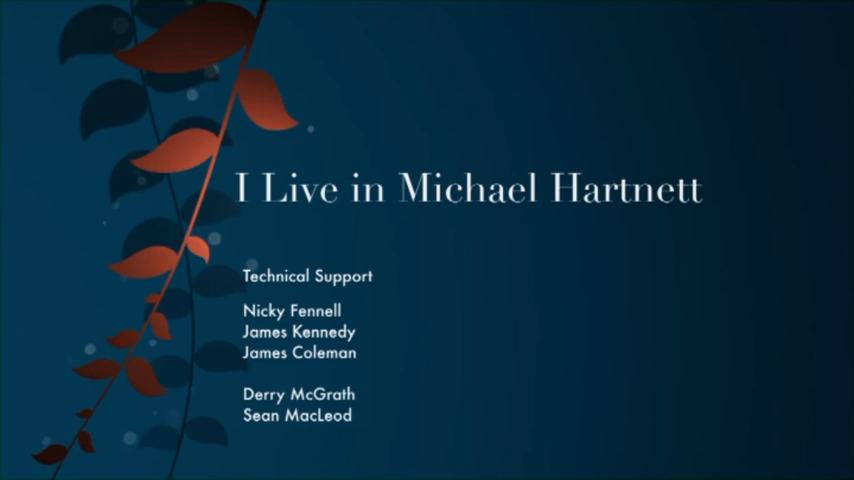 I Live in Michael Hartnett
Technical Support
Nicky Fennell
James Kennedy
James Coleman
Derry McGrath
Sean MacLeod